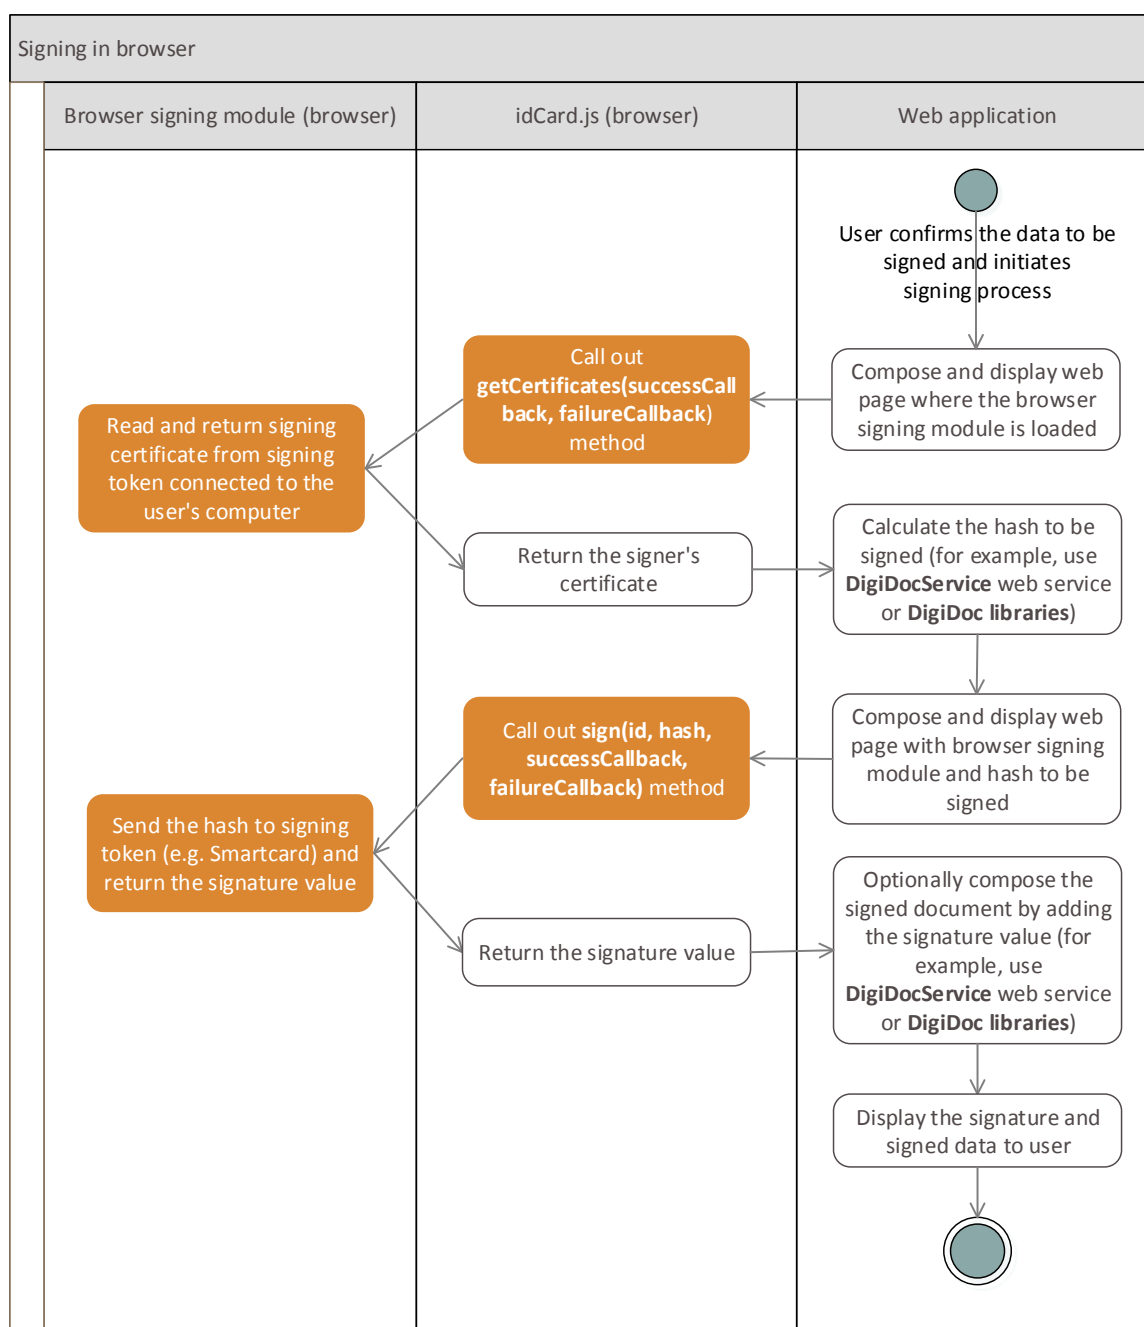 Signing in browser
Browser signing module (browser)
idCard.js (browser)
Web application
User confirms the data to be
signed and initiates
signing process
Compose and display web
page where the browser
signing module is loaded
Call out
getCertificates(successCall
back, failureCallback)
method
Read and return signing
certificate from signing
token connected to the
user's computer
Return the signer's
certificate
Calculate the hash to be
signed (for example, use
DigiDocService web service
or DigiDoc libraries)
Compose and display web
page with browser signing
module and hash to be
signed
Call out sign(id, hash,
successCallback,
failureCallback) method
Send the hash to signing
token (e.g. Smartcard) and
return the signature value
Return the signature value
Optionally compose the
signed document by adding
the signature value (for
example, use
DigiDocService web service
or DigiDoc libraries)
Display the signature and
signed data to user